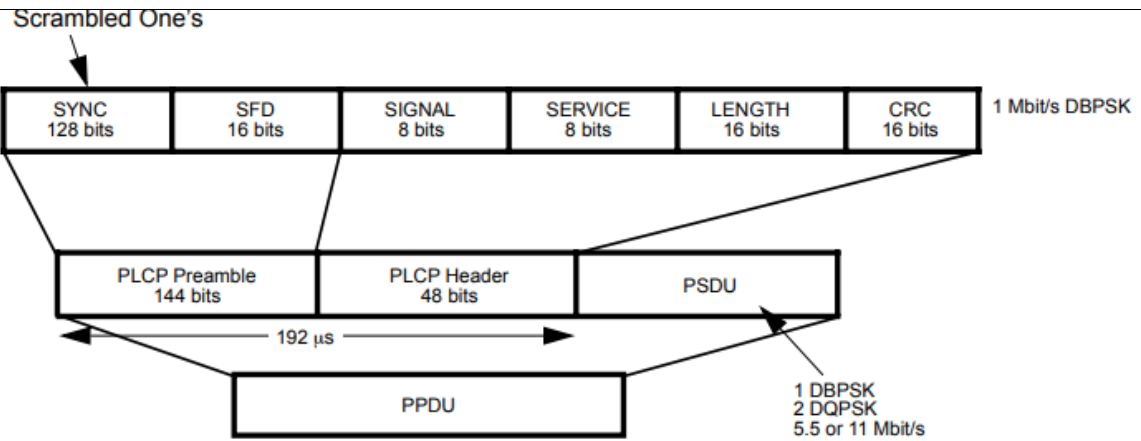 Scrambled One's
SYNC
128 bits
SFD
16 bits
SIGNAL
8 bits
SERVICE
8 bits
LENGTH
16 bits
CRC
16 bits
1 Mbit/s DBPSK
PLCP Preamble
144 bits
PLCP Header
48 bits
PSDU
192 μs
PPDU
1 DBPSK
2 DQPSK
5.5 or 11 Mbit/s